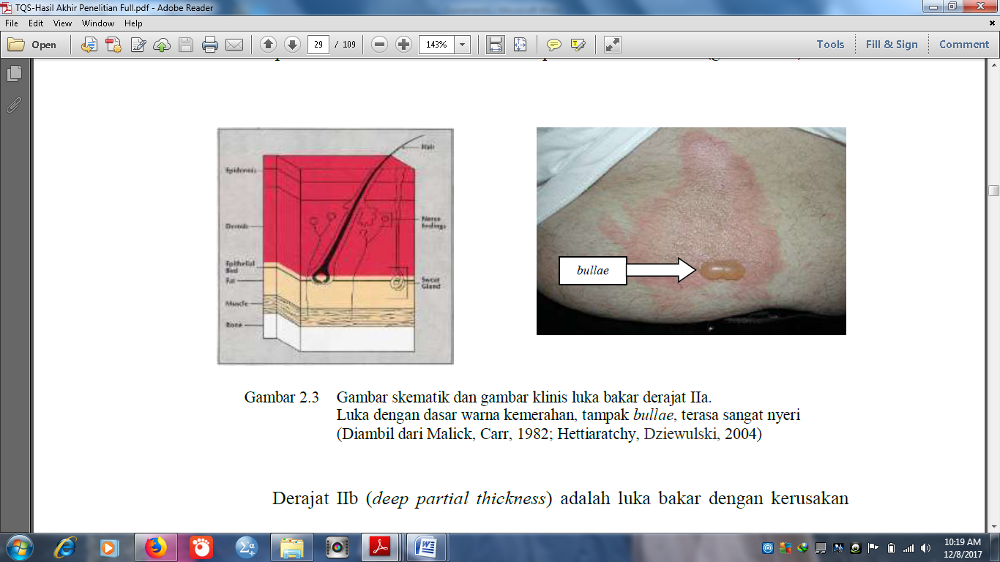 TQS-Hasil Akhir Penelitian Full.pdf - Adobe Reader
File Edit View Window Help
Open 29 / 109 143% Tools Fill & Sign Comment
Hair
Epidermis
Nerve
Endings
Dermis
Epithelial
Bed
Fat
Sweat
Gland
Muscle
Bone
bullae
Gambar 2.3 Gambar skematik dan gambar klinis luka bakar derajat IIa.
Luka dengan dasar warna kemerahan, tampak bullae, terasa sangat nyeri
(Diambil dari Malick, Carr, 1982; Hettiaratchy, Dziewulski, 2004)
Derajat IIb (deep partial thickness) adalah luka bakar dengan kerusakan
10:19 AM
12/8/2017